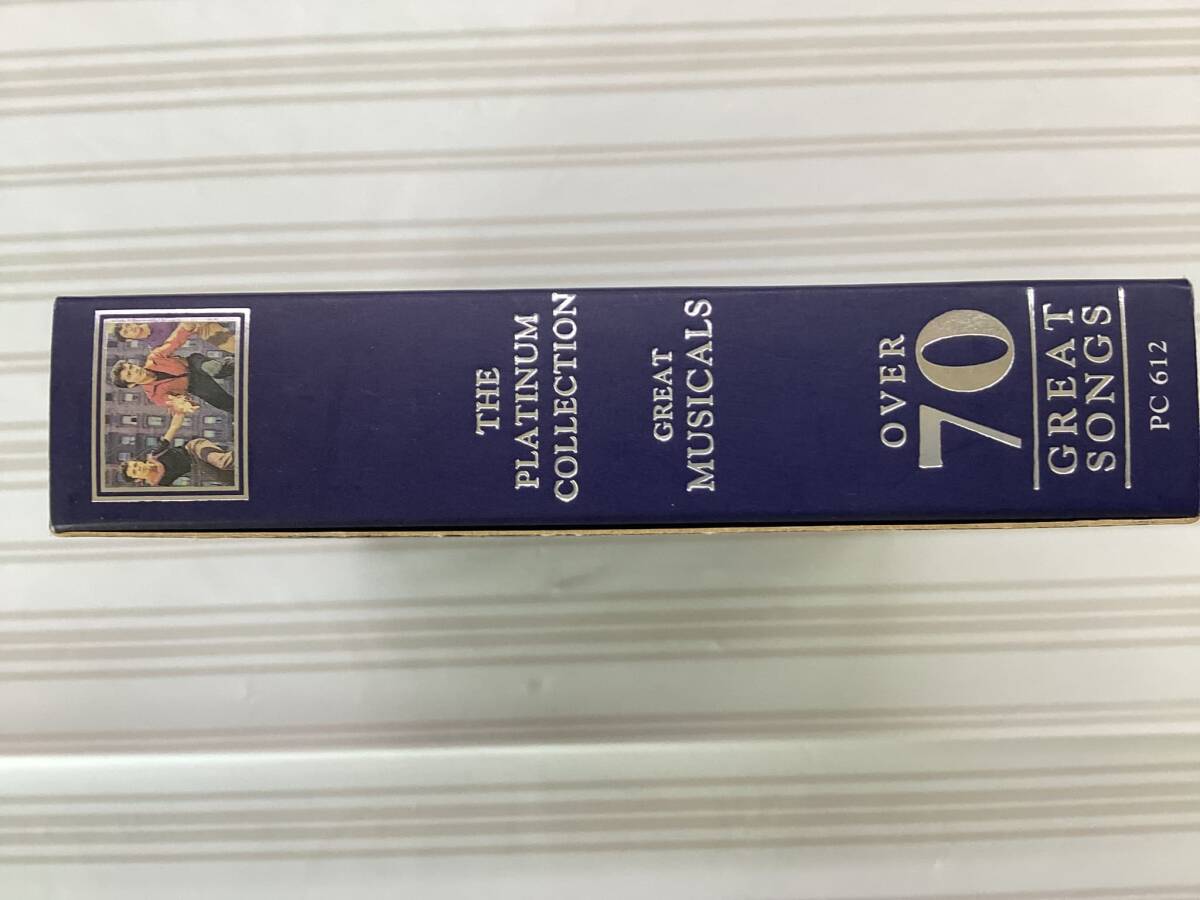 THE
PLATINUM
COLLECTION
GREAT
MUSICALS
OVER
70
GREAT
SONGS
PC 612